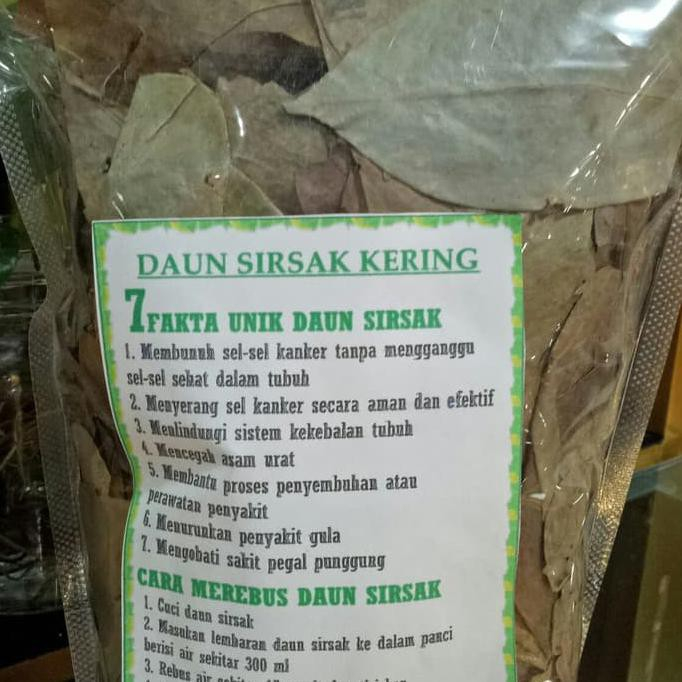 DAUN SIRSAK KERING
7 FAKTA UNIK DAUN SIRSAK
1. Membunuh sel-sel kanker tanpa mengganggu
sel-sel sehat dalam tubuh
2. Menyerang sel kanker secara aman dan efektif
3. Menlindungi sistem kekebalan tubuh
4. Mencegah asam urat
5. Membantu proses penyembuhan atau
perawatan penyakit
6. Menurunkan penyakit gula
7. Mengobati sakit pegal punggung
CARA MEREBUS DAUN SIRSAK
1. Cuci daun sirsak
2. Masukan lembaran daun sirsak ke dalam panci
berisi air sekitar 300 ml
3. Rebus air